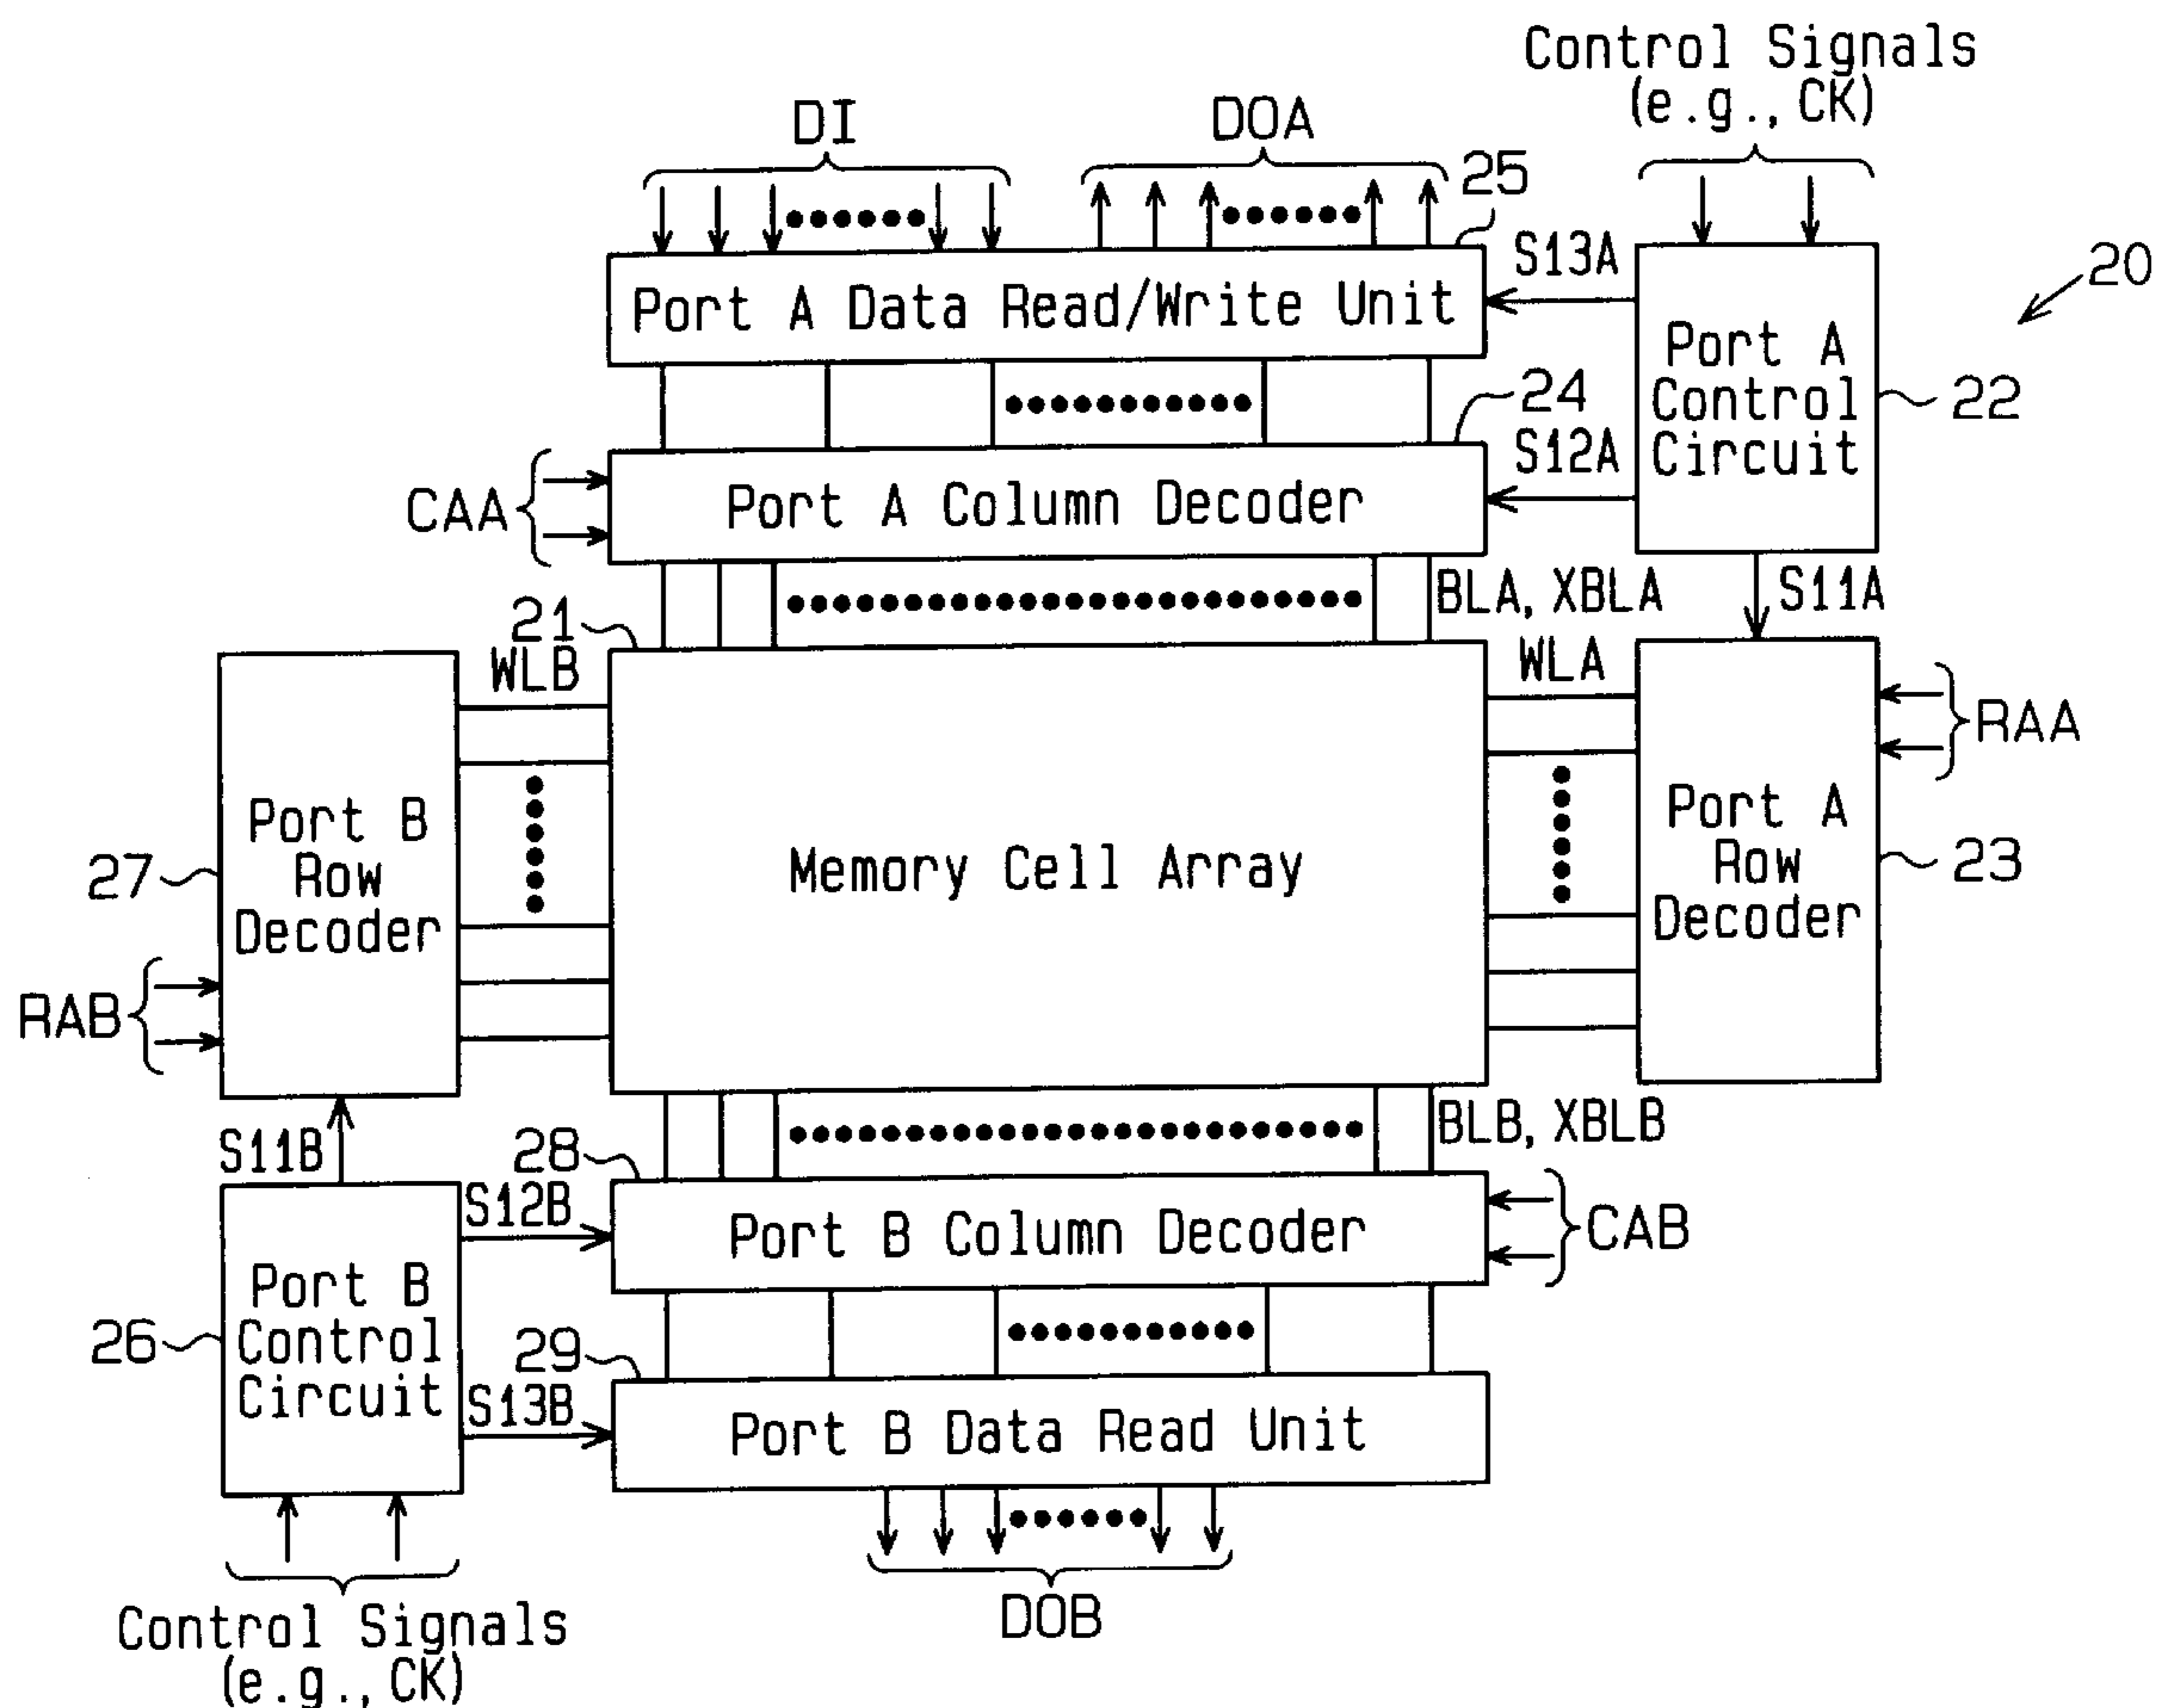 Control Signals
(e.g., CK)
DI
DOA
25
S13A
20
Port A Data Read/Write Unit
Port A
Control
Circuit
22
24
S12A
CAA
Port A Column Decoder
BLA, XBLA
S11A
21
WLB
WLA
RAA
Port B
Row
Decoder
27
Memory Cell Array
Port A
Row
Decoder
23
RAB
S11B
BLB, XBLB
28
S12B
Port B Column Decoder
CAB
Port B
Control
Circuit
26
29
S13B
Port B Data Read Unit
DOB
Control Signals
(e.g., CK)